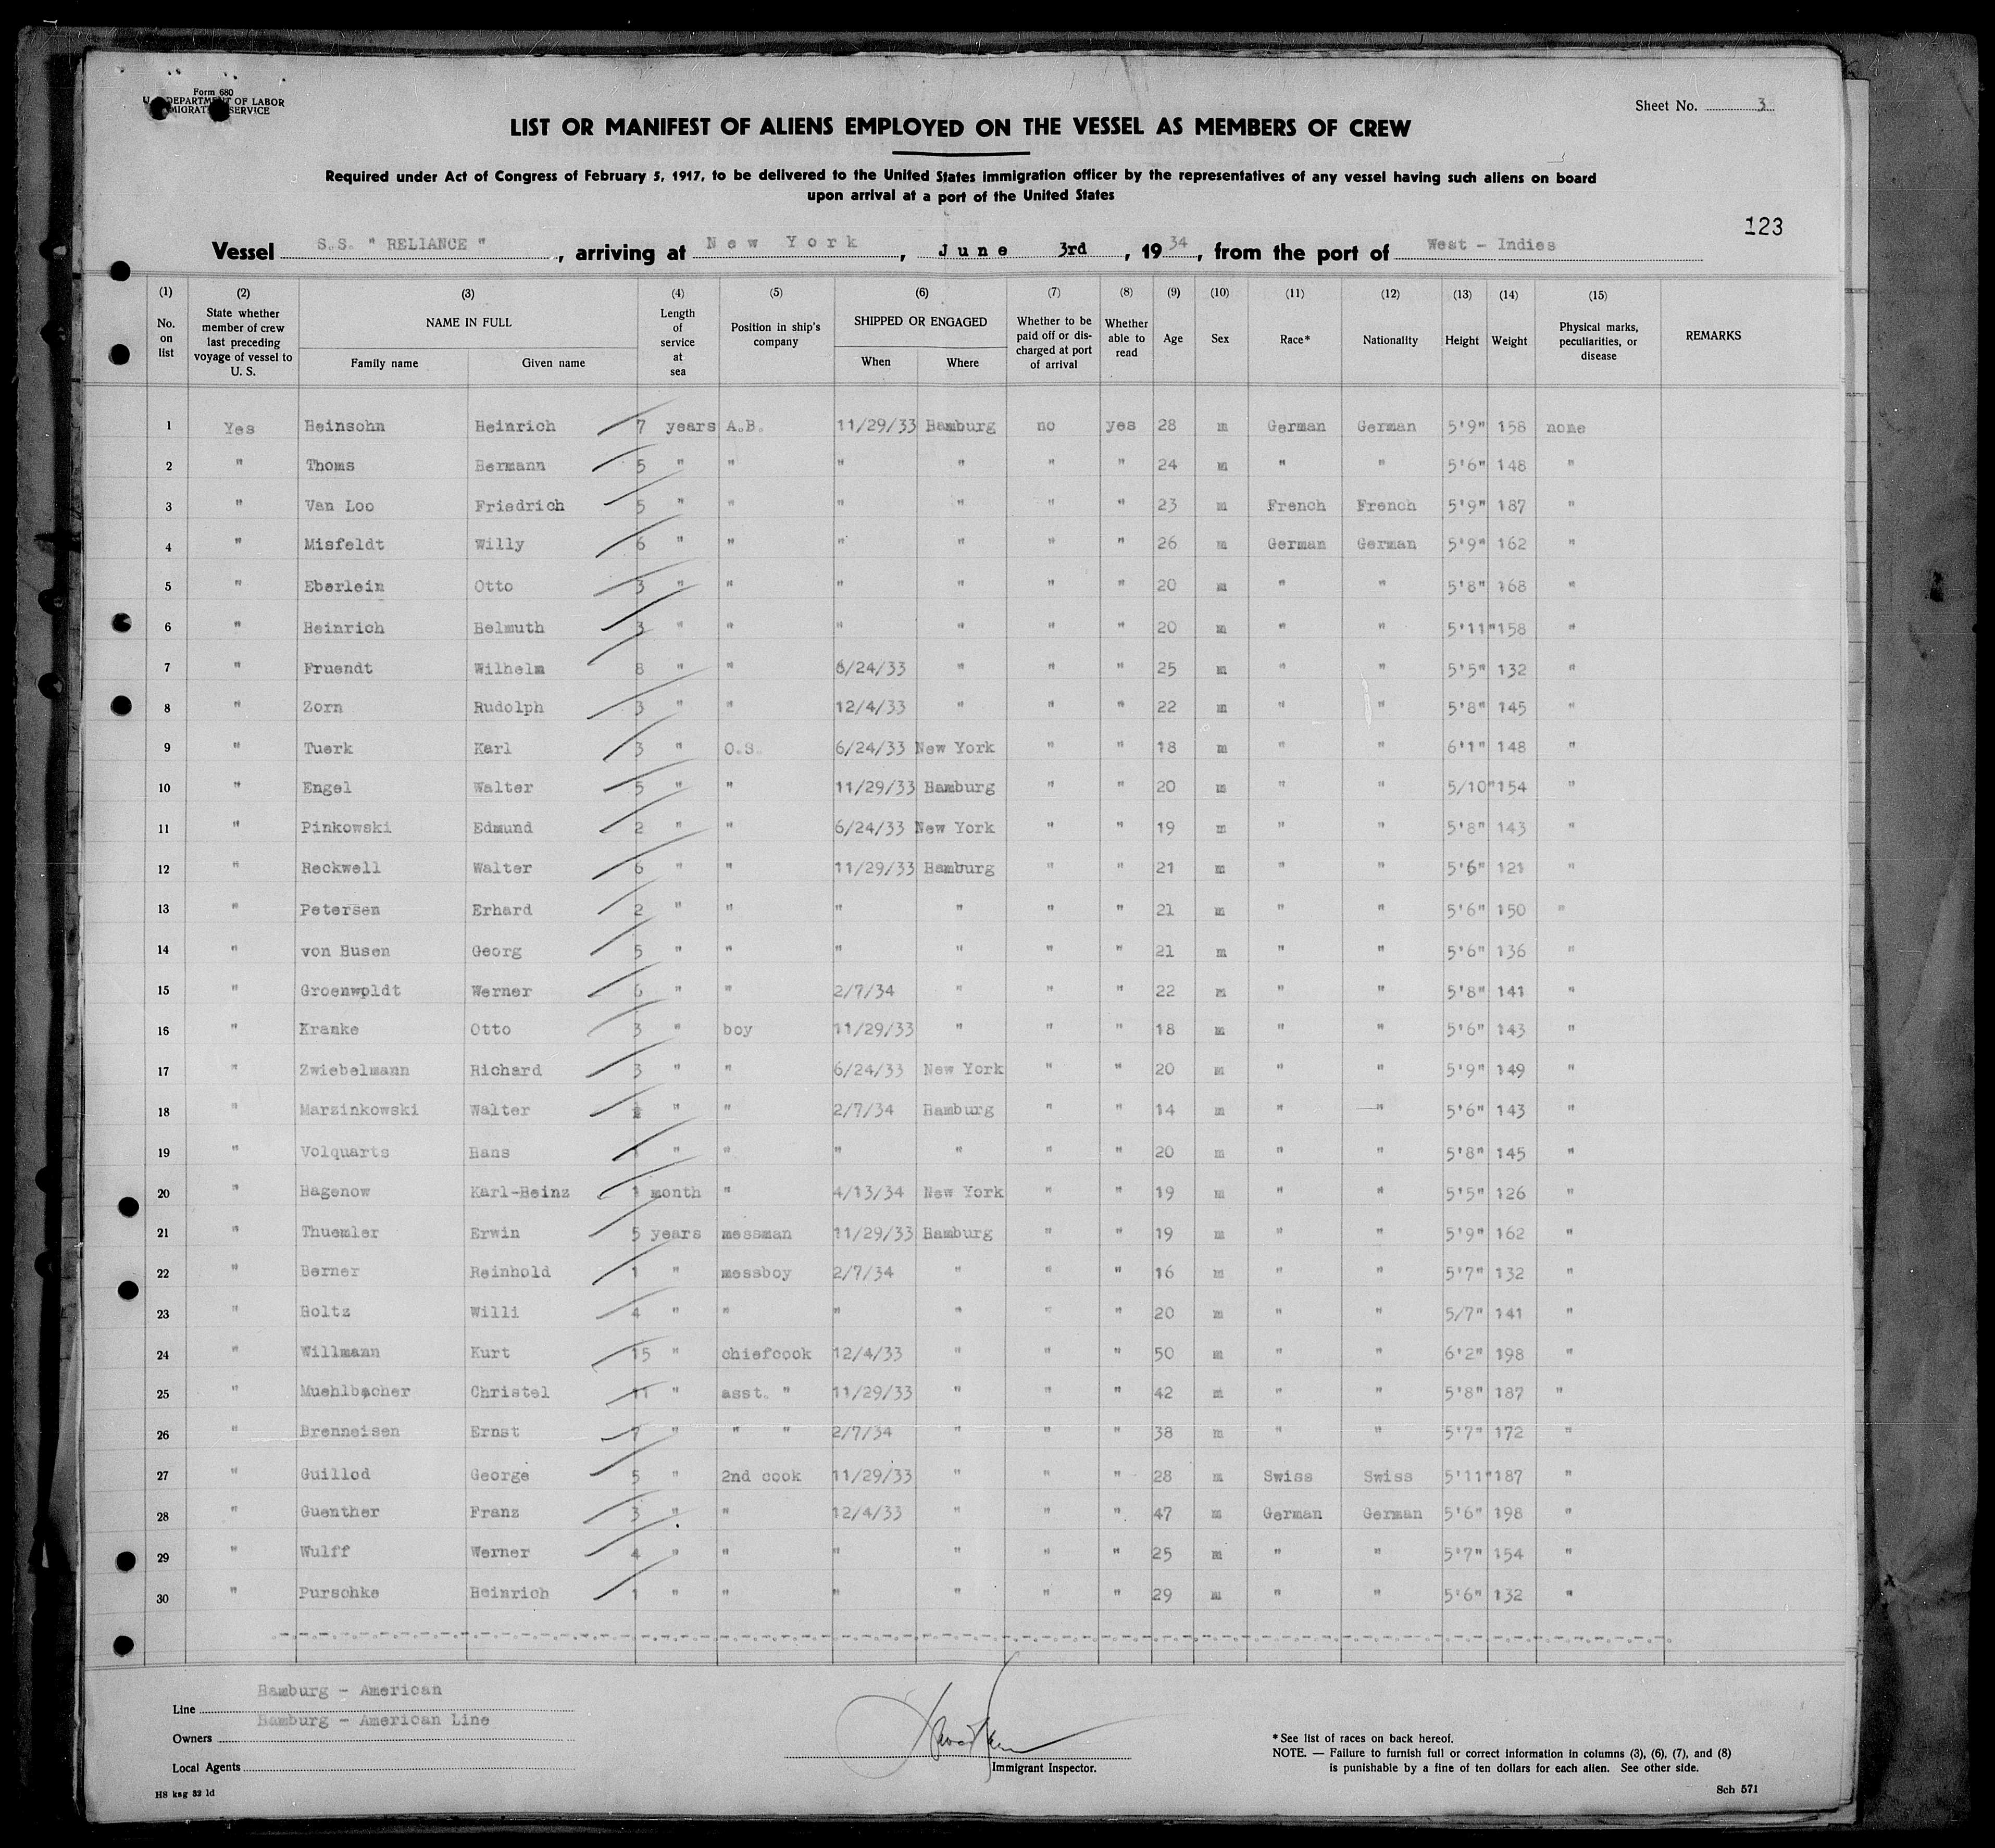 Form 680
U. S. DEPARTMENT OF LABOR
IMMIGRATION SERVICE
Sheet No. 3
LIST OR MANIFEST OF ALIENS EMPLOYED ON THE VESSEL AS MEMBERS OF CREW
Required under Act of Congress of February 5, 1917, to be delivered to the United States immigration officer by the representatives of any vessel having such aliens on board
upon arrival at a port of the United States
123
Vessel S.S. " RELIANCE ", arriving at New York, June 3rd, 1934, from the port of West - Indies
(1) (2) (3) (4) (5) (6) (7) (8) (9) (10) (11) (12) (13) (14) (15)
No. on list State whether member of crew last preceding voyage of vessel to U. S. NAME IN FULL Family name Given name Length of service at sea Position in ship's company SHIPPED OR ENGAGED When Where Whether to be paid off or discharged at port of arrival Whether able to read Age Sex Race* Nationality Height Weight Physical marks, peculiarities, or disease REMARKS
1 Yes Heinsohn Heinrich 7 years A.B. 11/29/33 Hamburg no yes 28 m German German 5'9" 158 none
2 " Thoms Hermann 5 " " " " " " 24 m " " 5'6" 148 "
3 " Van Loo Friedrich 5 " " " " " " 23 m French French 5'9" 187 "
4 " Misfeldt Willy 6 " " " " " " 26 m German German 5'9" 162 "
5 " Eberlein Otto 3 " " " " " " 20 m " " 5'8" 168 "
6 " Heinrich Helmuth 3 " " " " " " 20 m " " 5'11" 158 "
7 " Fruendt Wilhelm 8 " " 6/24/33 " " " 25 m " " 5'5" 132 "
8 " Zorn Rudolph 3 " " 12/4/33 " " " 22 m " " 5'8" 145 "
9 " Tuerk Karl 3 " O.S. 6/24/33 New York " " 18 m " " 6'1" 148 "
10 " Engel Walter 5 " " 11/29/33 Hamburg " " 20 m " " 5/10" 154 "
11 " Pinkowski Edmund 2 " " 6/24/33 New York " " 19 m " " 5'8" 143 "
12 " Reckwell Walter 6 " " 11/29/33 Hamburg " " 21 m " " 5'6" 121 "
13 " Petersen Erhard 2 " " " " " " 21 m " " 5'6" 150 "
14 " von Husen Georg 5 " " " " " " 21 m " " 5'6" 136 "
15 " Groenwoldt Werner 6 " " 2/7/34 " " " 22 m " " 5'8" 141 "
16 " Kranke Otto 3 " boy 11/29/33 " " " 18 m " " 5'6" 143 "
17 " Zwiebelmann Richard 3 " " 6/24/33 New York " " 20 m " " 5'9" 149 "
18 " Marzinkowski Walter " " 2/7/34 Hamburg " " 14 m " " 5'6" 143 "
19 " Volquarts Hans 1 " " " " " " 20 m " " 5'8" 145 "
20 " Hagenow Karl-Heinz 1 month " 4/13/34 New York " " 19 m " " 5'5" 126 "
21 " Thuemler Erwin 5 years messman 11/29/33 Hamburg " " 19 m " " 5'9" 162 "
22 " Berner Reinhold 1 " messboy 2/7/34 " " " 16 m " " 5'7" 132 "
23 " Holtz Willi 4 " " " " " " 20 m " " 5/7" 141 "
24 " Willmann Kurt 15 " chiefcook 12/4/33 " " " 50 m " " 6'2" 198 "
25 " Muehlbacher Christel 11 " asst. " 11/29/33 " " " 42 m " " 5'8" 187 "
26 " Brenneisen Ernst 7 " " " 2/7/34 " " " 38 m " " 5'7" 172 "
27 " Guillod George 5 " 2nd cook 11/29/33 " " " 28 m Swiss Swiss 5'11" 187 "
28 " Guenther Franz 3 " " 12/4/33 " " " 47 m German German 5'6" 198 "
29 " Wulff Werner 4 " " " " " " 25 m " " 5'7" 154 "
30 " Purschke Heinrich 1 " " " " " " 29 m " " 5'6" 132 "
Line Hamburg - American
Owners Hamburg - American Line
Local Agents
Immigrant Inspector.
* See list of races on back hereof.
NOTE. — Failure to furnish full or correct information in columns (3), (6), (7), and (8)
is punishable by a fine of ten dollars for each alien. See other side.
HS kng 32 ld
Sch 571